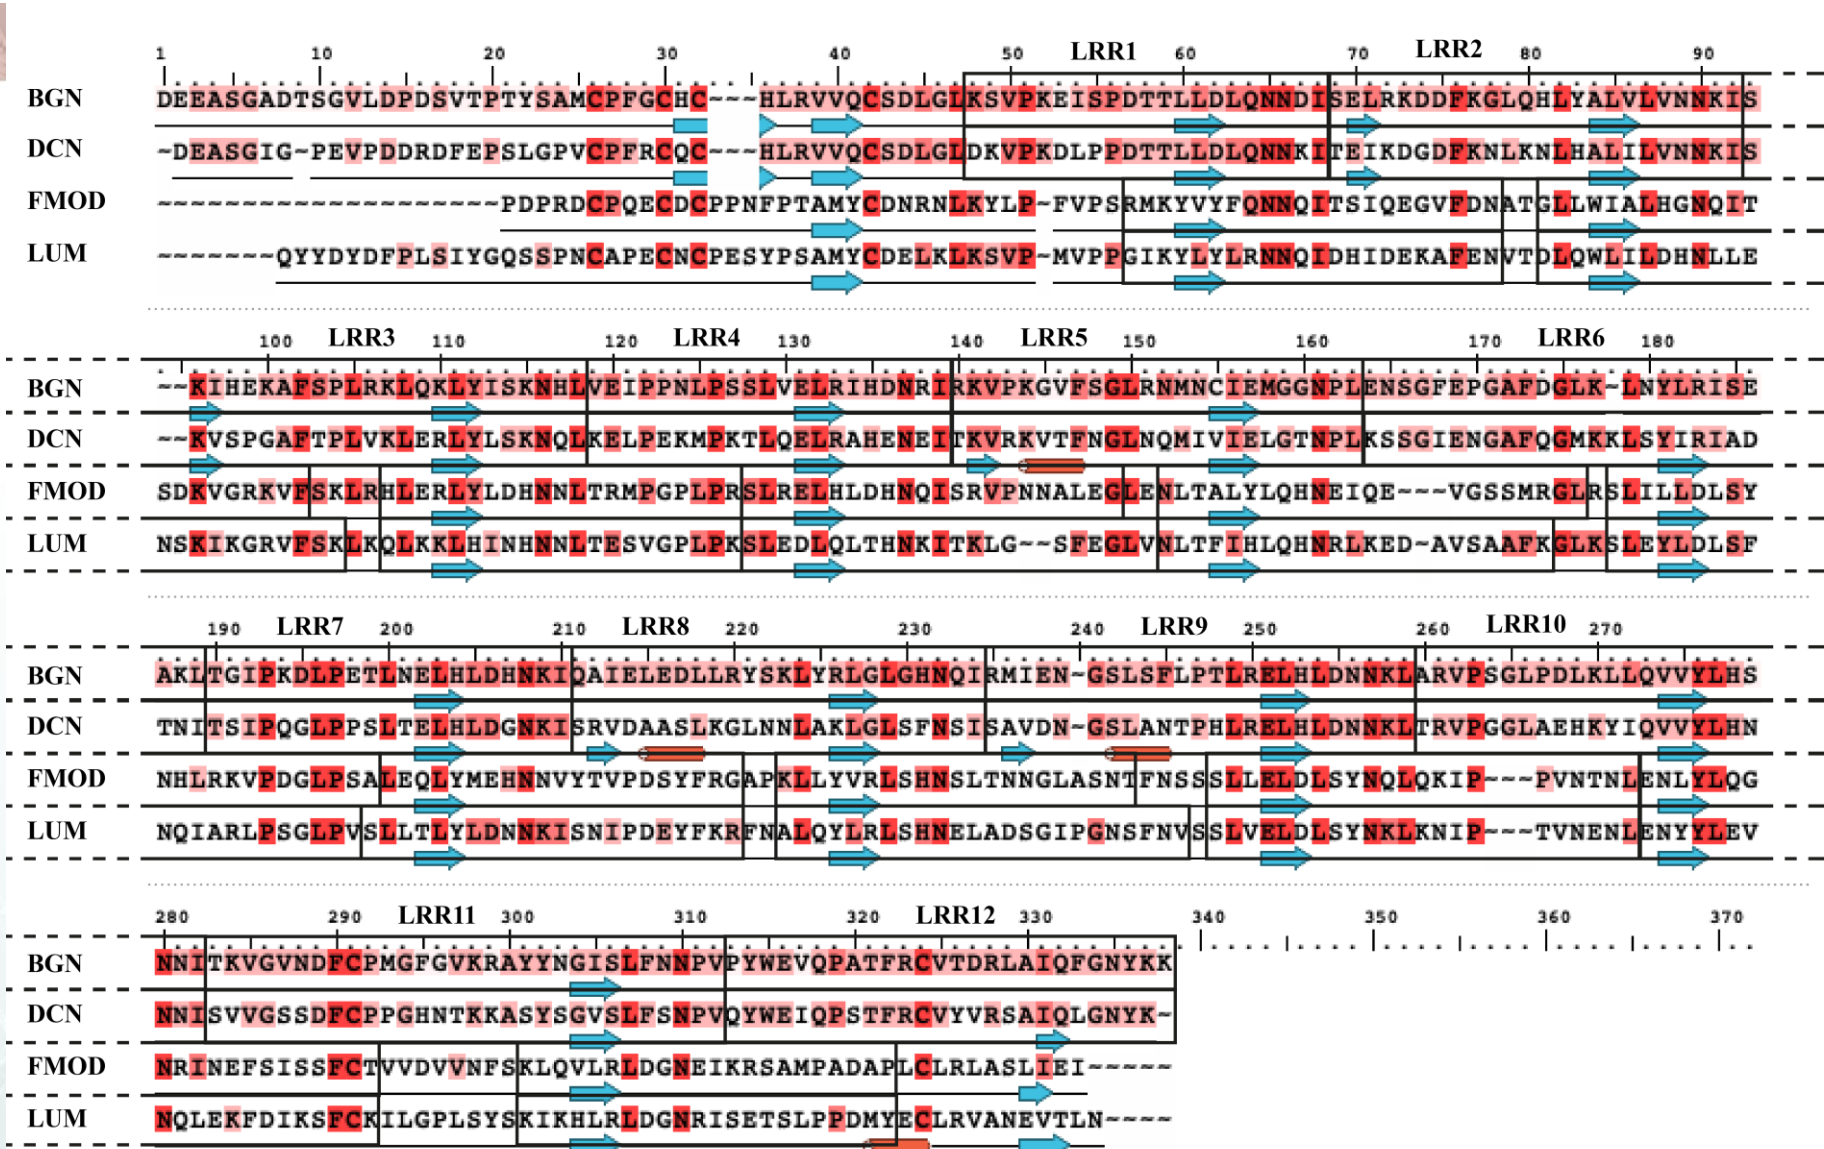 1 10 20 30 40 50 LRR1 60 70 LRR2 80 90
BGN DEEASGADTSGVLDPDSVTPTYSAMCPFGCHC~~~HLRVVQCSDLGLKSVPKEISPDTTLLDLQNNDISELRKDDFKGLQHLYALVLVNNKIS
DCN ~DEASGIG~PEVPDDRDFEPSLGPVCPFRCQC~~~HLRVVQCSDLGLDKVPKDLPPDTTLLDLQNNKITEIKDGDFKNLKNLHALILVNNKIS
FMOD ~~~~~~~~~~~~~~~~~~~~PDPRDCPQECDCPPNFPTAMYCDNRNLKYLP~FVPSRMKYVYFQNNQITSIQEGVFDNATGLLWIALHGNQIT
LUM ~~~~~~~QYYDYDFPLSIYGQSSPNCAPECNCPESYPSAMYCDELKLKSVP~MVPPGIKYLYLRNNQIDHIDEKAFENVTDLQWLILDHNLLE
100 LRR3 110 120 LRR4 130 140 LRR5 150 160 170 LRR6 180
BGN ~~KIHEKAFSPLRKLQKLYISKNHLVEIPPNLPSSLVELRIHDNRIRKVPKGVFSGLRNMNCIEMGGNPLENSGFEPGAFDGLK~LNYLRISE
DCN ~~KVSPGAFTPLVKLERLYLSKNQLKELPEKMPKTLQELRAHENEITKVRKVTFNGLNQMIVIELGTNPLKSSGIENGAFQGMKKLSYIRIAD
FMOD SDKVGRKVFSKLRHLERLYLDHNNLTRMPGPLPRSLRELHLDHNQISRVPNNALEGLENLTALYLQHNEIQE~~~VGSSMRGLRSLILLDLSY
LUM NSKIKGRVFSKLKQLKKLHINHNNLTESVGPLPKSLEDLQLTHNKITKLG~~SFEGLVNLTFIHLQHNRLKED~AVSAAFKGLKSLEYLDLSF
190 LRR7 200 210 LRR8 220 230 240 LRR9 250 260 LRR10 270
BGN AKLTGIPKDLPETLNELHLDHNKIQAIELEDLLRYSKLYRLGLGHNQIRMIEN~GSLSFLPTLRELHLDNNKLARVPSGLPDLKLLQVVYLHS
DCN TNITSIPQGLPPSLTELHLDGNKISRVDAASLKGLNNLAKLGLSFNSISAVDN~GSLANTPHLRELHLDNNKLTRVPGGLAEHKYIQVVYLHN
FMOD NHLRKVPDGLPSALEQLYMEHNNVYTVPDSYFRGAPKLLYVRLSHNSLTNNGLASNTFNSSSLLELDLSYNQLQKIP~~~PVNTNLENLYLQG
LUM NQIARLPSGLPVSLLTLYLDNNKISNIPDEYFKRFNALQYLRLSHNELADSGIPGNSFNVSSLVELDLSYNKLKNIP~~~TVNENLENYYLEV
280 290 LRR11 300 310 320 LRR12 330 340 350 360 370
BGN NNITKVGVNDFCPMGFGVKRAYYNGISLFNNPVPYWEVQPATFRCVTDRLAIQFGNYKK
DCN NNISVVGSSDFCPPGHNTKKASYSGVSLFSNPVQYWEIQPSTFRCVYVRSAIQLGNYK~
FMOD NRINEFSISSFCTVVDVVNFSKLQVLRLDGNEIKRSAMPADAPLCLRLASLIEI~~~~~
LUM NQLEKFDIKSFCKILGPLSYSKIKHLRLDGNRISETSLPPDMYECLRVANEVTLN~~~~